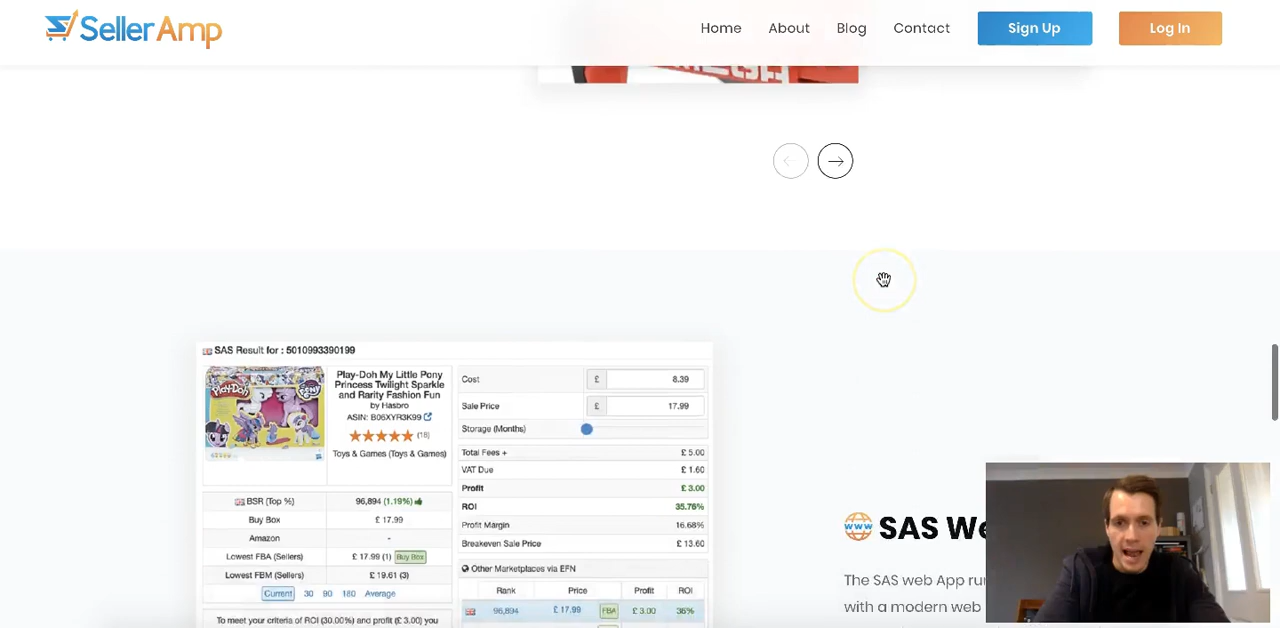 SellerAmp
Home
About
Blog
Contact
Sign Up
Log In
SAS Result for : 5010993390199
Play-Doh My Little Pony
Princess Twilight Sparkle
and Rarity Fashion Fun
by Hasbro
ASIN: B06XYR3K99
(18)
Toys & Games (Toys & Games)
BSR (Top %) 96,894 (1.19%)
Buy Box £ 17.99
Amazon -
Lowest FBA (Sellers) £ 17.99 (1) Buy Box
Lowest FBM (Sellers) £ 19.61 (3)
Current 30 90 180 Average
To meet your criteria of ROI (30.00%) and profit (£ 3.00) you
Cost £ 8.39
Sale Price £ 17.99
Storage (Months)
Total Fees + £ 5.00
VAT Due £ 1.60
Profit £ 3.00
ROI 35.76%
Profit Margin 16.68%
Breakeven Sale Price £ 13.60
Other Marketplaces via EFN
Rank Price Profit ROI
96,894 £ 17.99 FBA £ 3.00 36%
www SAS We
The SAS web App run
with a modern web